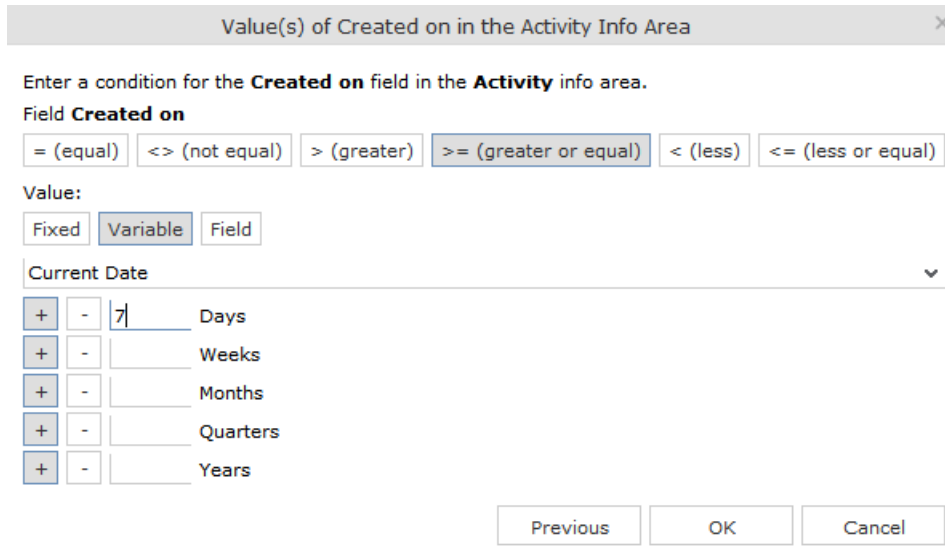 Value(s) of Created on in the Activity Info Area ×
Enter a condition for the Created on field in the Activity info area.
Field Created on
= (equal) <> (not equal) > (greater) >= (greater or equal) < (less) <= (less or equal)
Value:
Fixed Variable Field
Current Date
+ - 7 Days
+ - Weeks
+ - Months
+ - Quarters
+ - Years
Previous OK Cancel